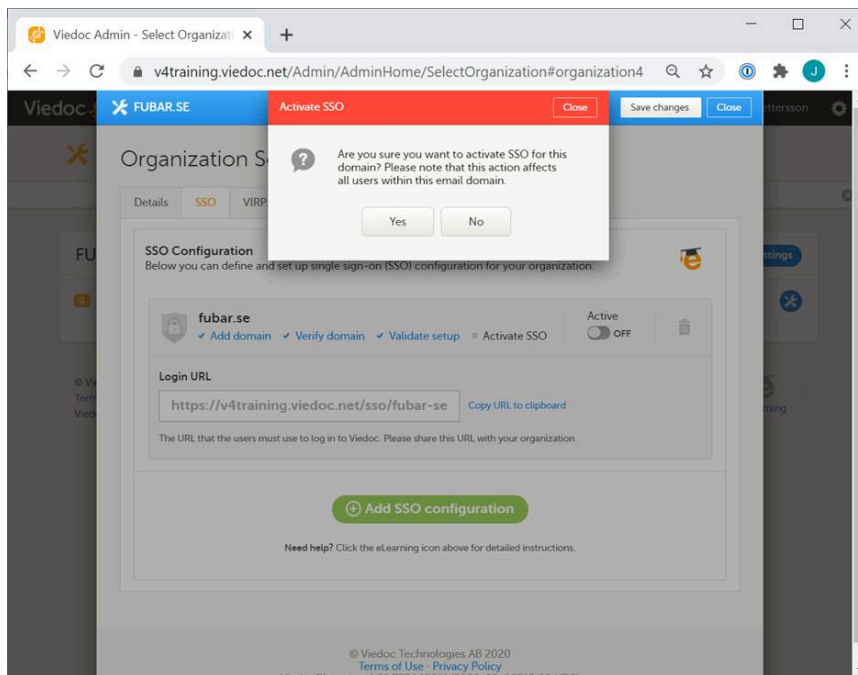 Viedoc Admin - Select Organizati
v4training.viedoc.net/Admin/AdminHome/SelectOrganization#organization4
J
Viedoc
FUBAR.SE
Activate SSO
Close
Save changes
Close
ettersson
Organization S
Are you sure you want to activate SSO for this
domain? Please note that this action affects
all users within this email domain.
Yes
No
Details
SSO
VIRP
FU
ttings
SSO Configuration
Below you can define and set up single sign-on (SSO) configuration for your organization.
fubar.se
Add domain
Verify domain
Validate setup
Activate SSO
Active
OFF
Login URL
https://v4training.viedoc.net/sso/fubar-se
Copy URL to clipboard
The URL that the users must use to log in to Viedoc. Please share this URL with your organization.
© Vi
Term
Vied
ning
Add SSO configuration
Need help? Click the eLearning icon above for detailed instructions.
© Viedoc Technologies AB 2020
Terms of Use - Privacy Policy